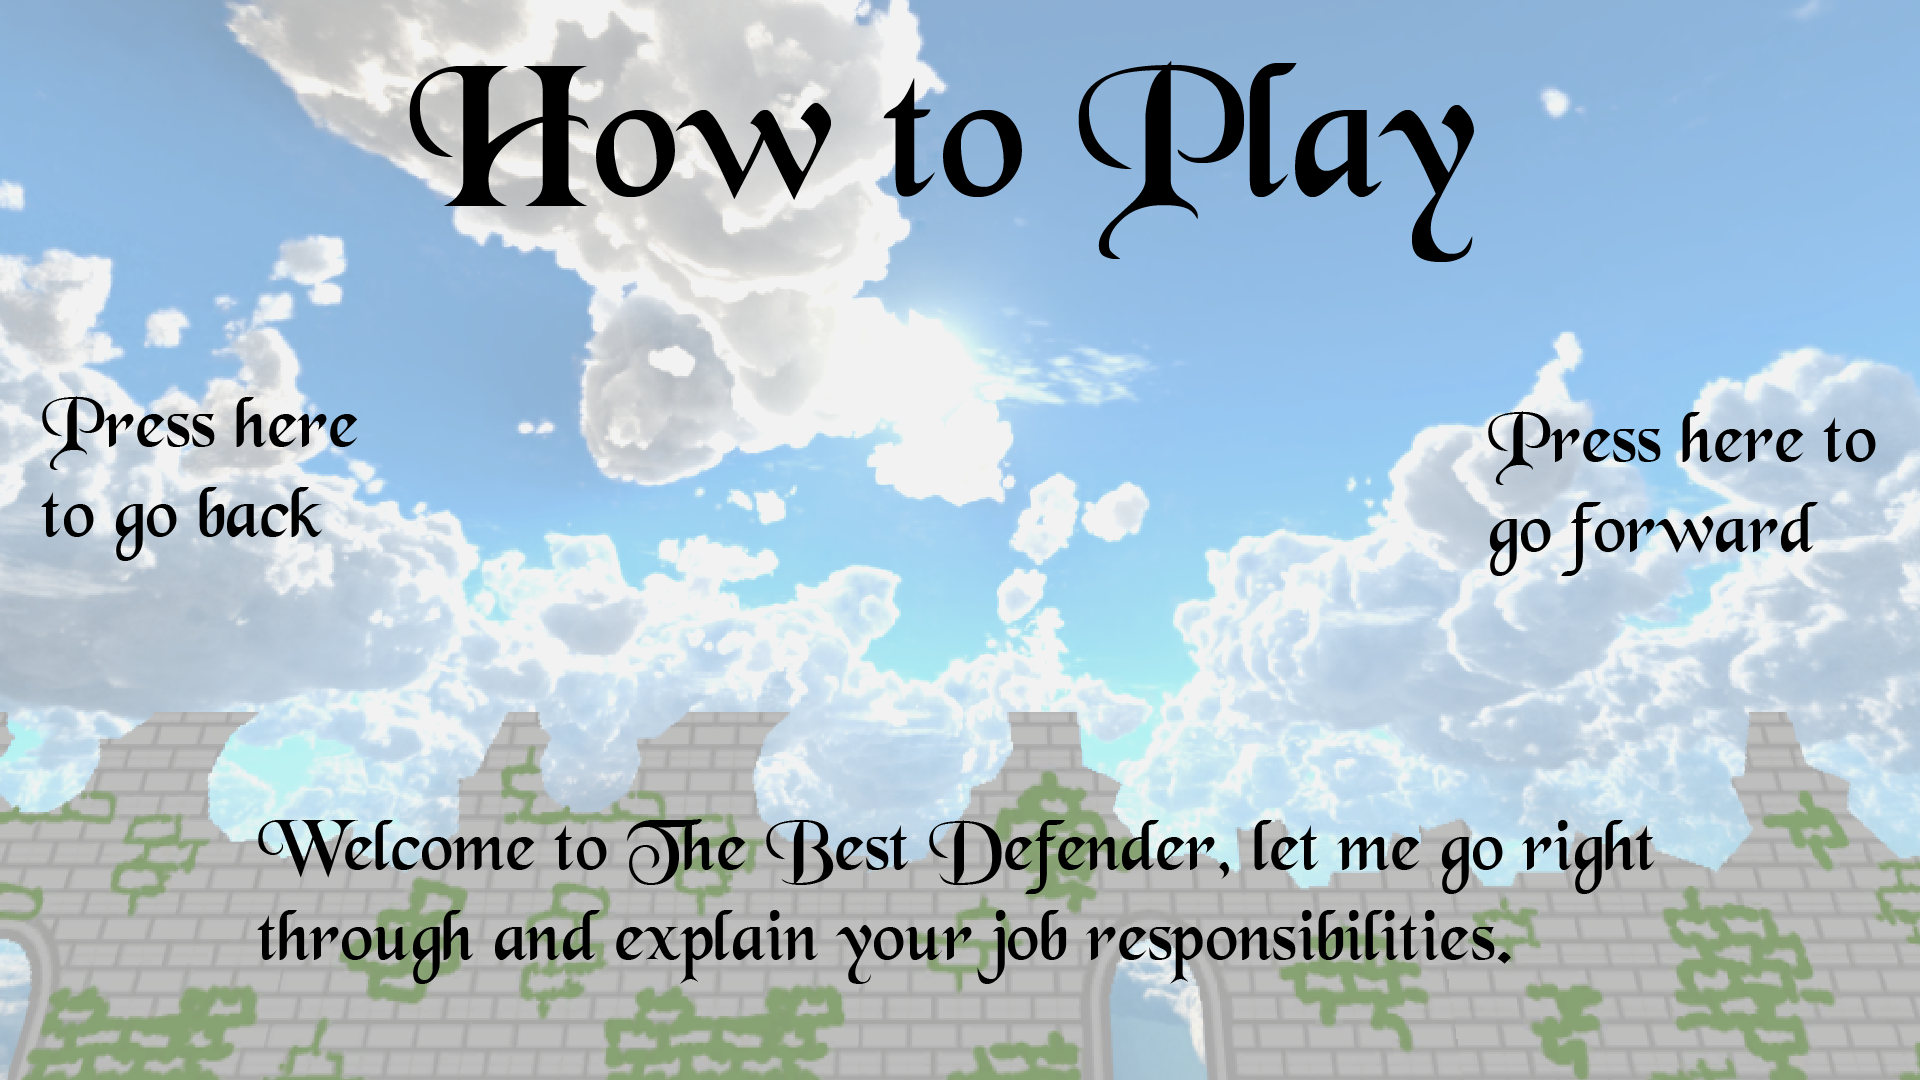 How to Play
Press here
to go back
Press here to
go forward
Welcome to The Best Defender, let me go right
through and explain your job responsibilities.